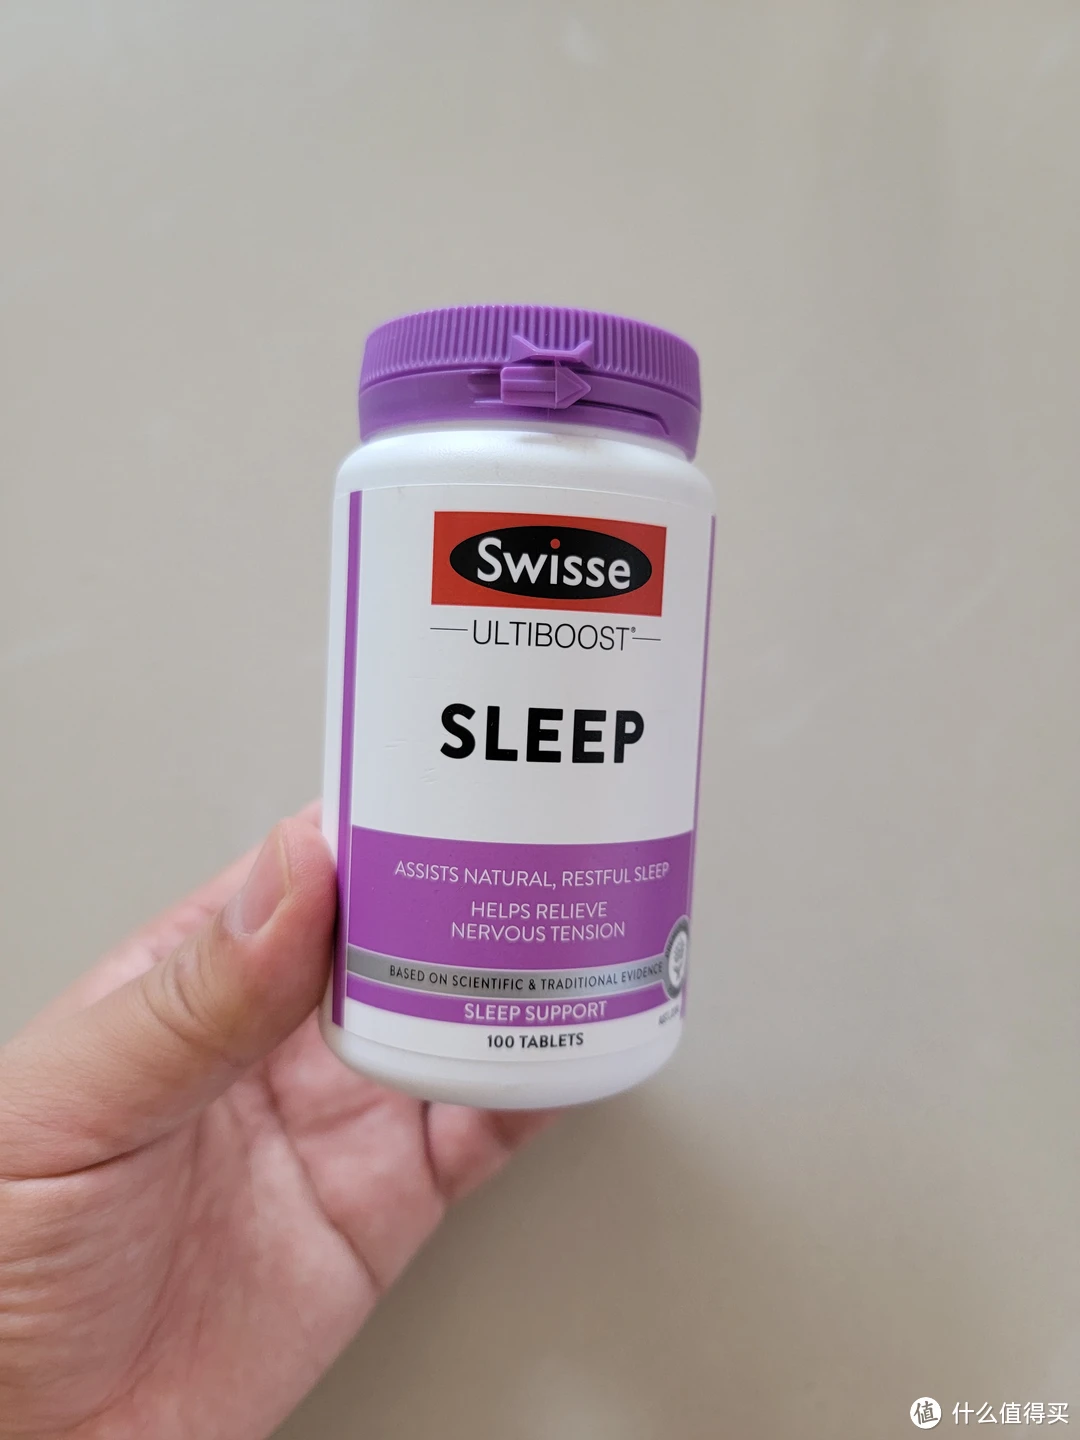 Swisse
ULTIBOOST®
SLEEP
ASSISTS NATURAL, RESTFUL SLEEP
HELPS RELIEVE
NERVOUS TENSION
BASED ON SCIENTIFIC & TRADITIONAL EVIDENCE
SLEEP SUPPORT
100 TABLETS
值 什么值得买